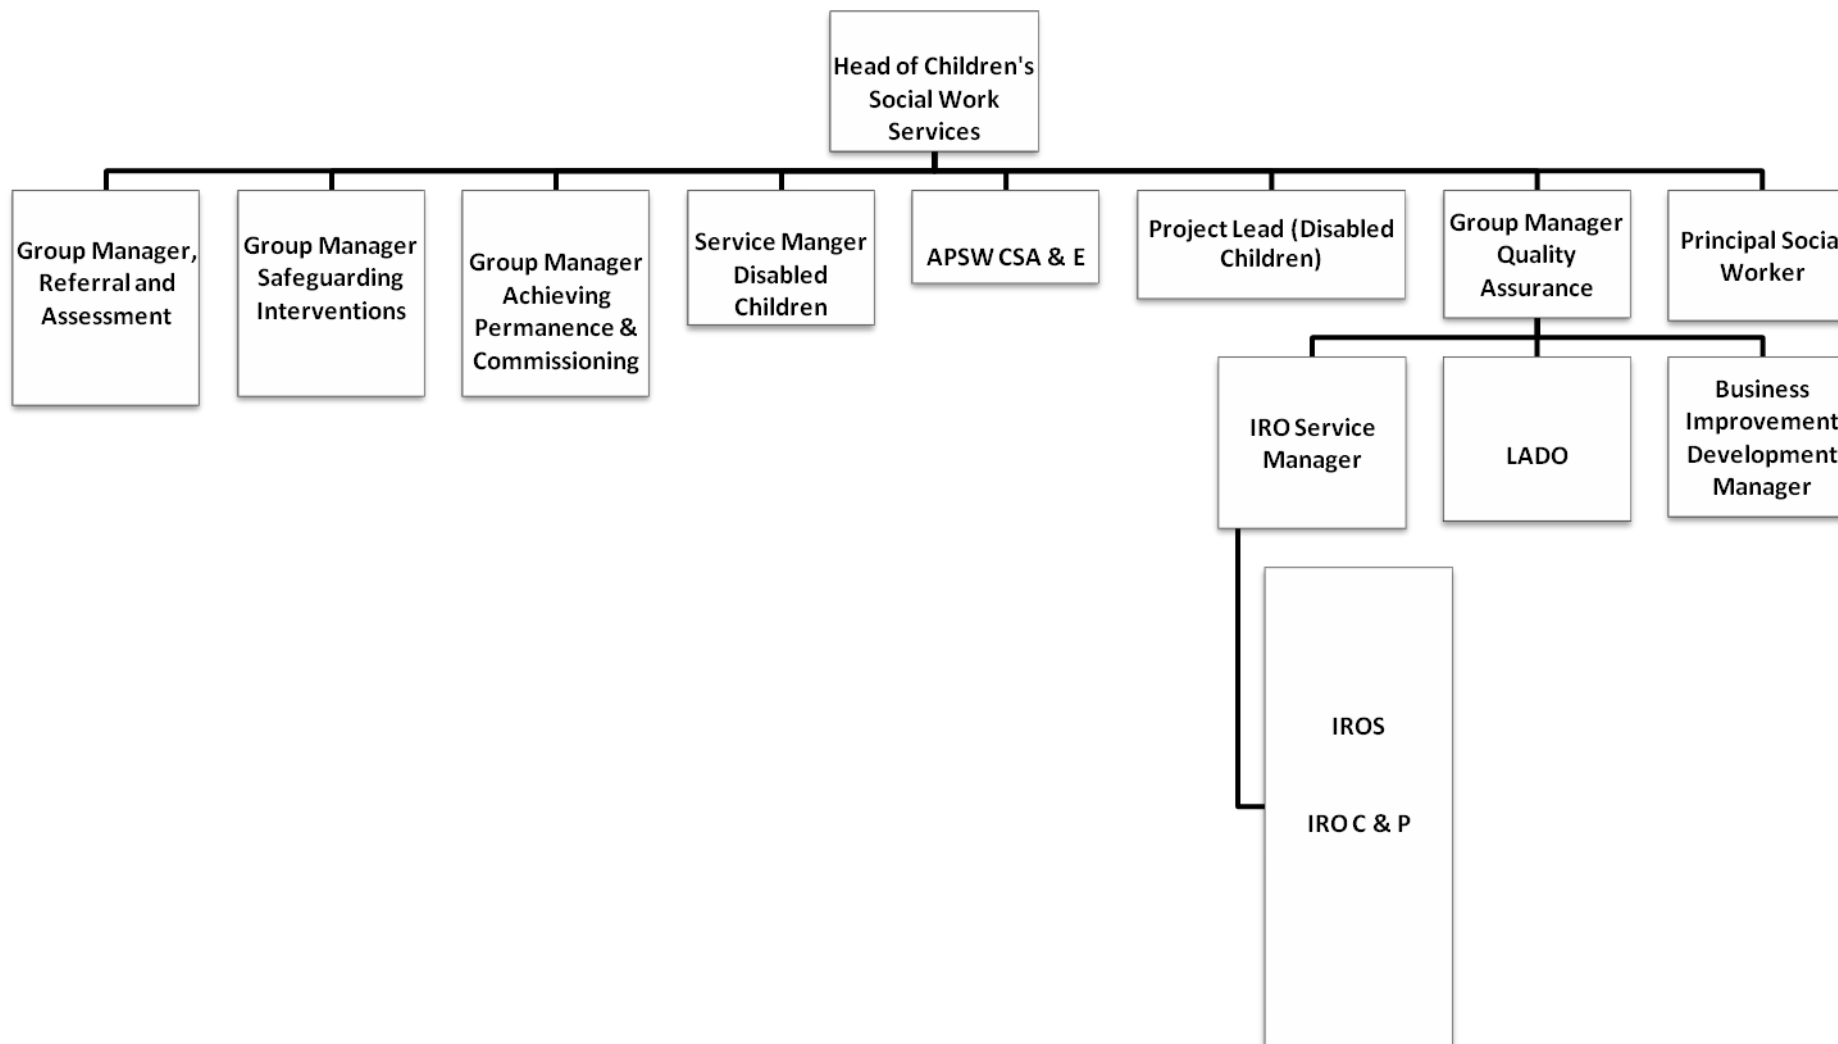 Head of Children's
Social Work
Services
Group Manager,
Referral and
Assessment
Group Manager
Safeguarding
Interventions
Group Manager
Achieving
Permanence &
Commissioning
Service Manger
Disabled
Children
APSW CSA & E
Project Lead (Disabled
Children)
Group Manager
Quality
Assurance
Principal Socia
Worker
IRO Service
Manager
LADO
Business
Improvement
Development
Manager
IROS
IRO C & P